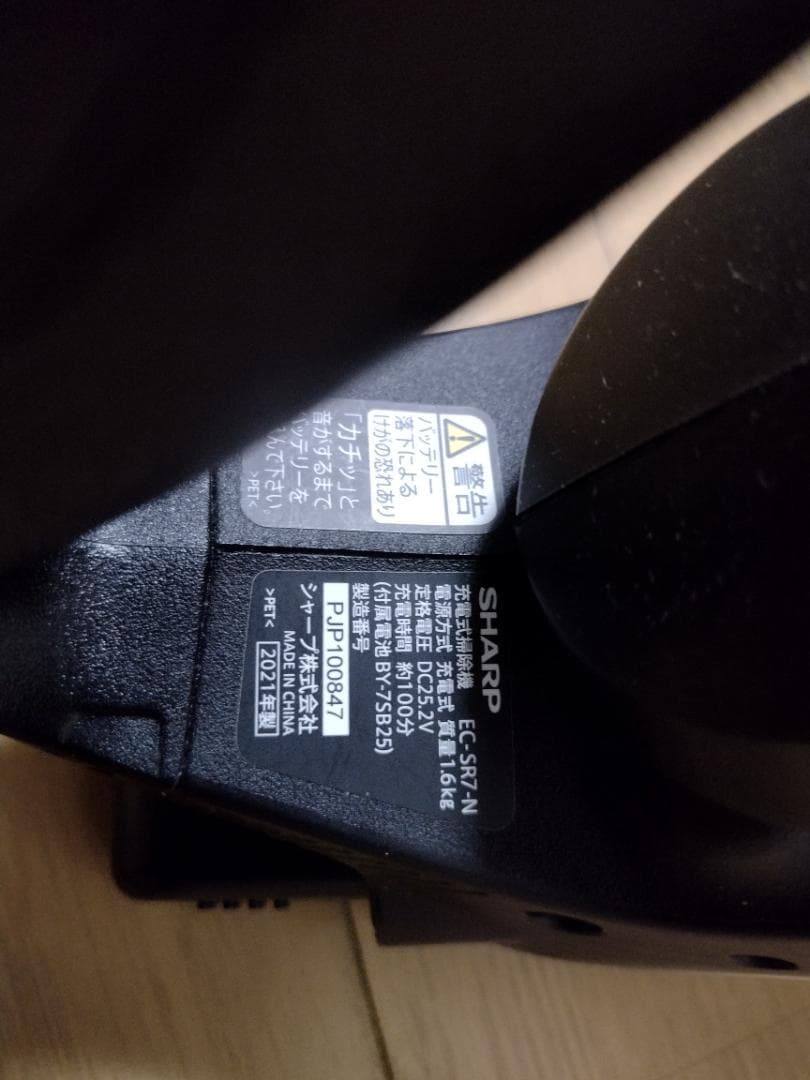 警告
バッテリー
落下による
けがの恐れあり
「カチッ」と
音がするまで
バッテリーを
んで下さい
>PET<
SHARP
充電式掃除機 EC-SR7-N
電源方式 充電式 質量1.6kg
定格電圧 DC25.2V
充電時間 約100分
(付属電池 BY-7SB25)
製造番号
PJP100847
シャープ株式会社
MADE IN CHINA
>PET< 2021年製